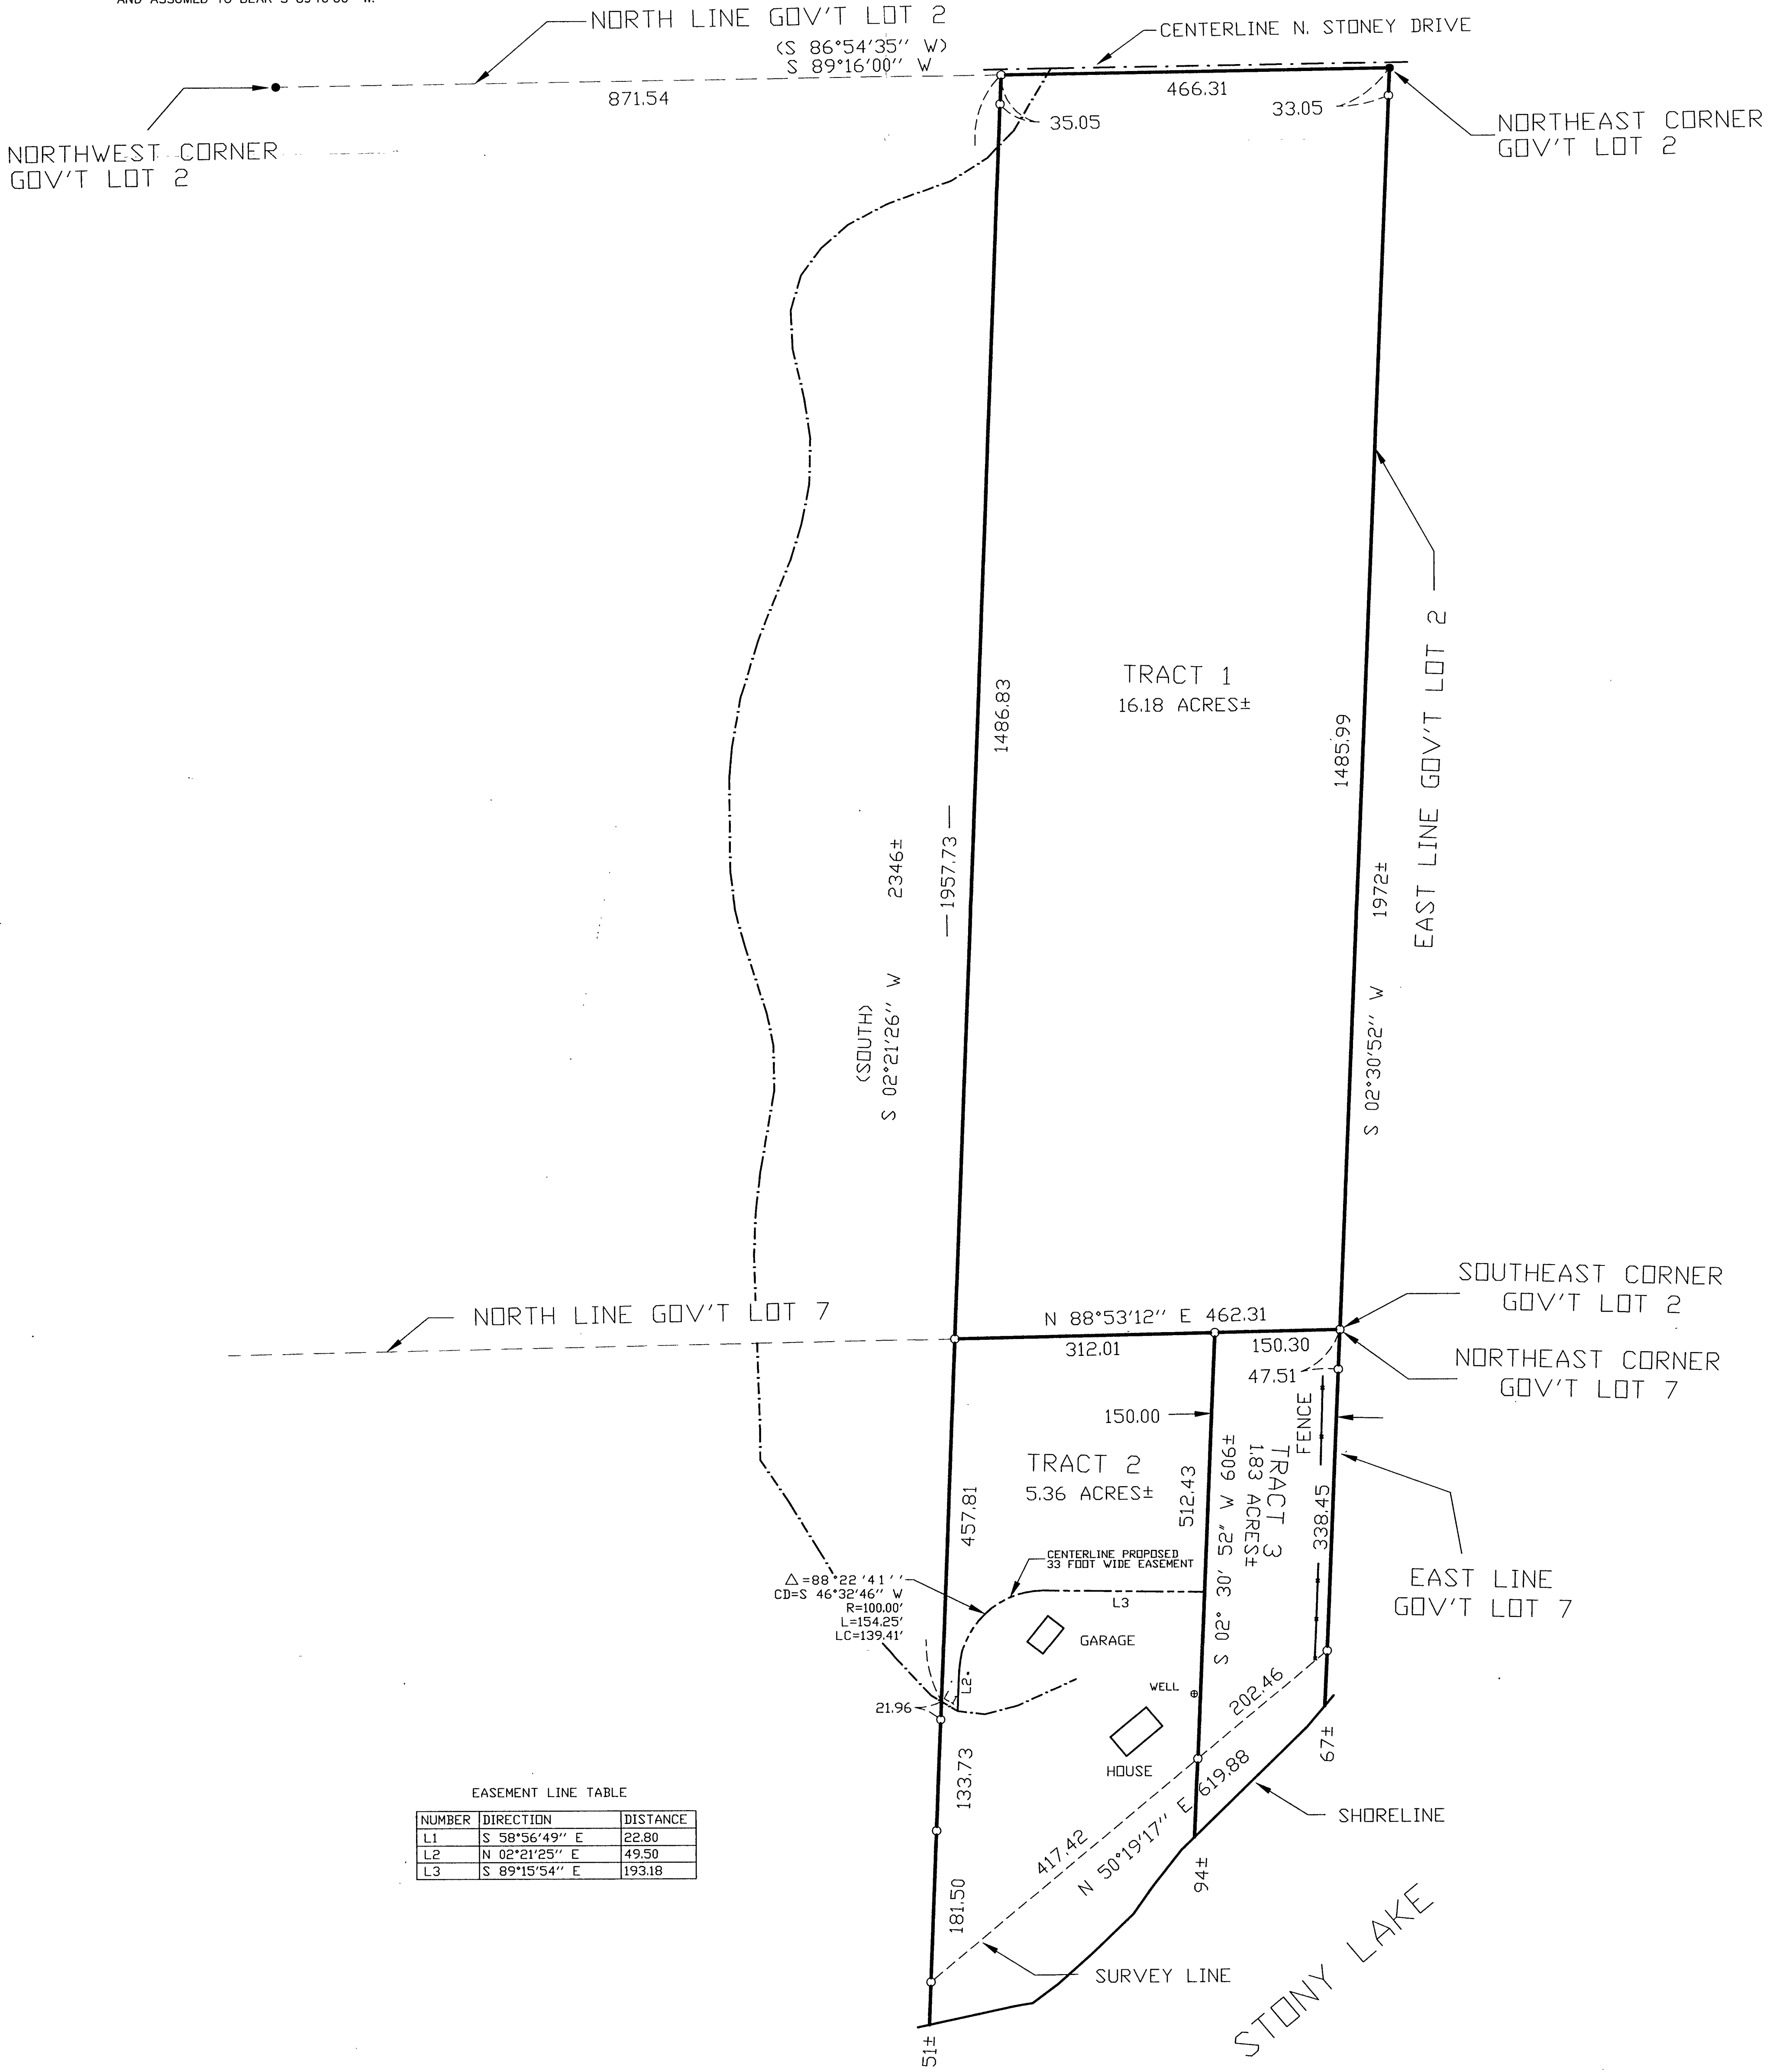 AND ASSUMED TO BEAR S 89°16'00" W.
NORTH LINE GOV'T LOT 2
(S 86°54'35'' W)
S 89°16'00'' W
CENTERLINE N. STONEY DRIVE
871.54
466.31
35.05
33.05
NORTHWEST CORNER
GOV'T LOT 2
NORTHEAST CORNER
GOV'T LOT 2
TRACT 1
16.18 ACRES±
1486.83
1485.99
EAST LINE GOV'T LOT 2
2346±
—1957.73—
1972±
(SOUTH)
S 02°21'26'' W
S 02°30'52'' W
NORTH LINE GOV'T LOT 7
N 88°53'12'' E 462.31
312.01
150.30
47.51
SOUTHEAST CORNER
GOV'T LOT 2
NORTHEAST CORNER
GOV'T LOT 7
150.00
FENCE
TRACT 2
5.36 ACRES±
TRACT 3
1.83 ACRES±
457.81
512.43
S 02° 30' 52" W 609±
338.45
EAST LINE
GOV'T LOT 7
CENTERLINE PROPOSED
33 FOOT WIDE EASEMENT
△=88°22'41''
CD=S 46°32'46'' W
R=100.00'
L=154.25'
LC=139.41'
L3
GARAGE
L2
L1
21.96
WELL
202.46
HOUSE
133.73
67±
417.42
N 50°19'17'' E 619.88
SHORELINE
94±
181.50
SURVEY LINE
51±
STONY LAKE
EASEMENT LINE TABLE
NUMBER DIRECTION DISTANCE
L1 S 58°56'49'' E 22.80
L2 N 02°21'25'' E 49.50
L3 S 89°15'54'' E 193.18